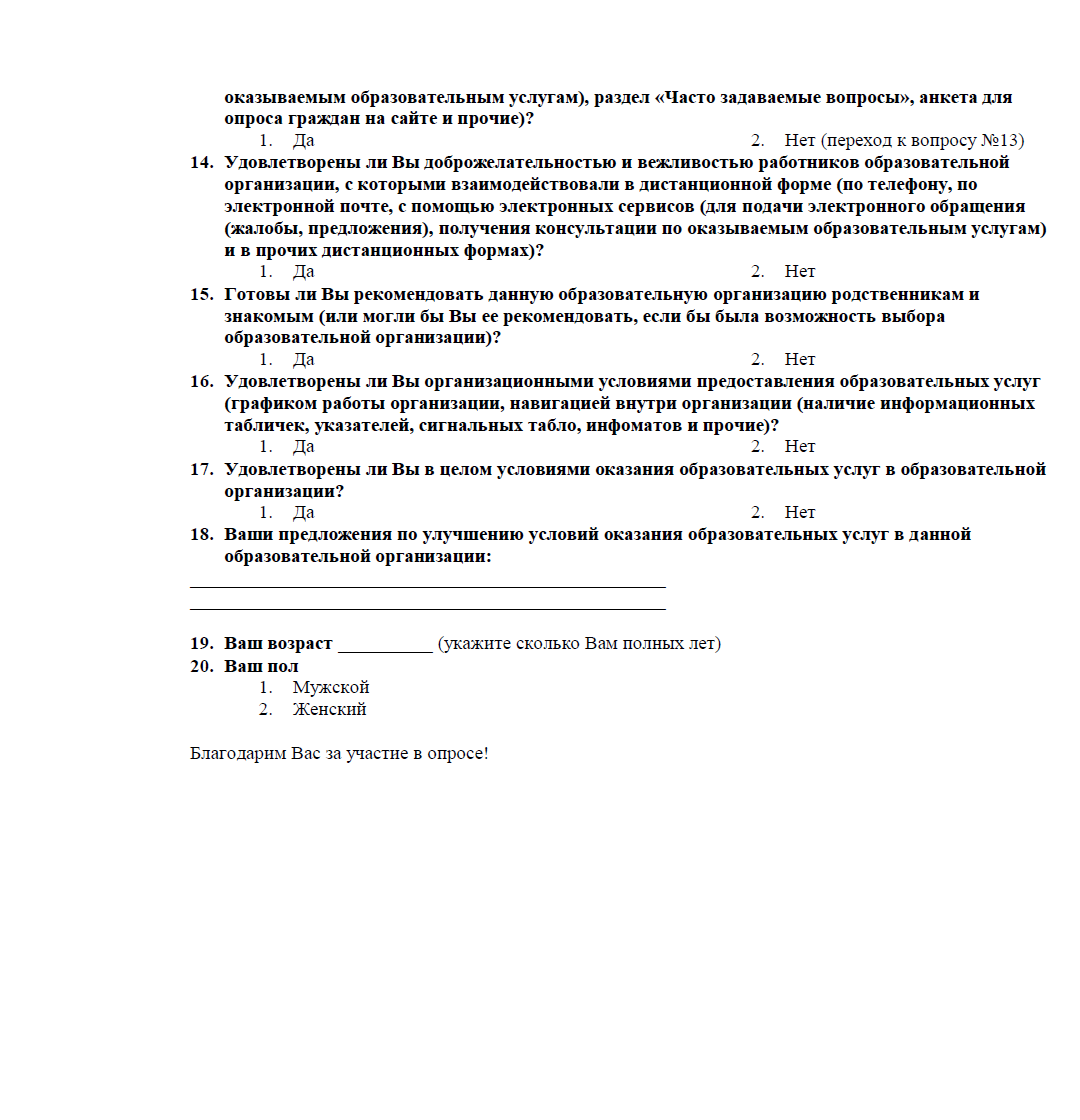 оказываемым образовательным услугам), раздел «Часто задаваемые вопросы», анкета для
опроса граждан на сайте и прочие)?
1. Да 2. Нет (переход к вопросу №13)
14. Удовлетворены ли Вы доброжелательностью и вежливостью работников образовательной
организации, с которыми взаимодействовали в дистанционной форме (по телефону, по
электронной почте, с помощью электронных сервисов (для подачи электронного обращения
(жалобы, предложения), получения консультации по оказываемым образовательным услугам)
и в прочих дистанционных формах)?
1. Да 2. Нет
15. Готовы ли Вы рекомендовать данную образовательную организацию родственникам и
знакомым (или могли бы Вы ее рекомендовать, если бы была возможность выбора
образовательной организации)?
1. Да 2. Нет
16. Удовлетворены ли Вы организационными условиями предоставления образовательных услуг
(графиком работы организации, навигацией внутри организации (наличие информационных
табличек, указателей, сигнальных табло, инфоматов и прочие)?
1. Да 2. Нет
17. Удовлетворены ли Вы в целом условиями оказания образовательных услуг в образовательной
организации?
1. Да 2. Нет
18. Ваши предложения по улучшению условий оказания образовательных услуг в данной
образовательной организации:
19. Ваш возраст __________ (укажите сколько Вам полных лет)
20. Ваш пол
1. Мужской
2. Женский
Благодарим Вас за участие в опросе!